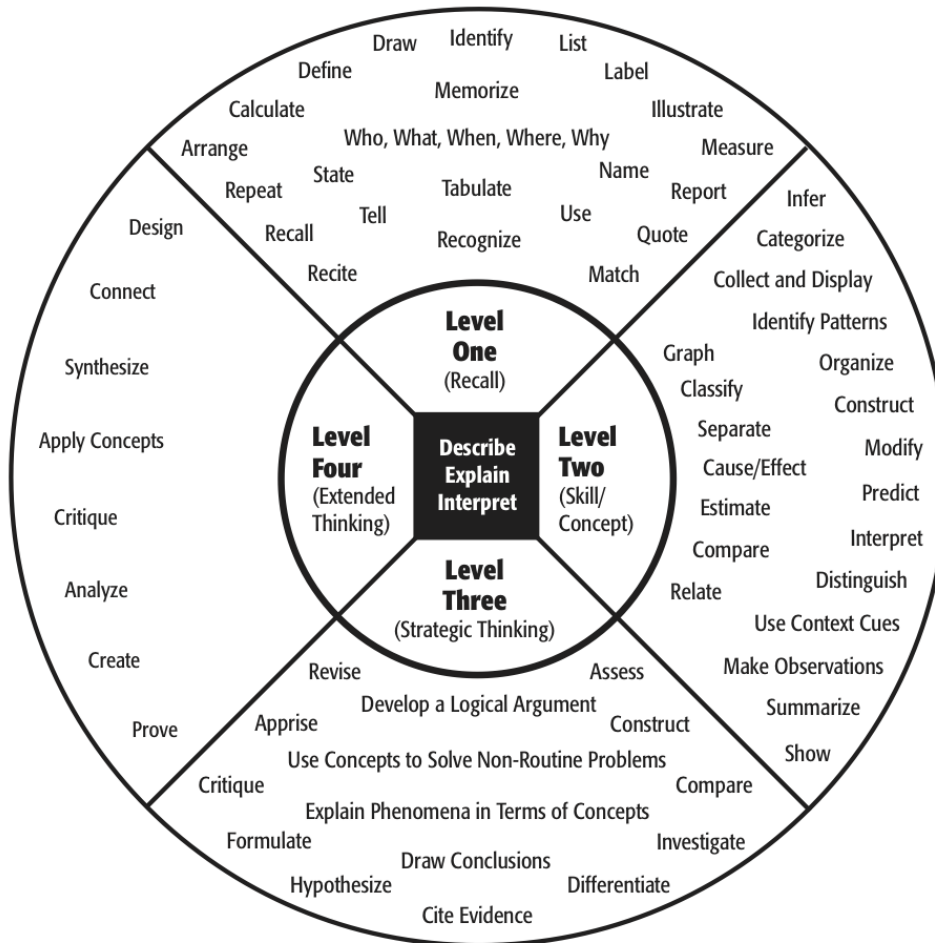 Draw
Identify
List
Define
Label
Memorize
Calculate
Illustrate
Who, What, When, Where, Why
Arrange
Measure
State
Name
Repeat
Tabulate
Report
Tell
Use
Recall
Recognize
Quote
Recite
Match
Level
One
(Recall)
Infer
Categorize
Collect and Display
Identify Patterns
Graph
Organize
Classify
Construct
Separate
Modify
Cause/Effect
Predict
Estimate
Interpret
Compare
Distinguish
Relate
Use Context Cues
Make Observations
Summarize
Show
Level
Two
(Skill/
Concept)
Describe
Explain
Interpret
Level
Three
(Strategic Thinking)
Revise
Assess
Develop a Logical Argument
Apprise
Construct
Use Concepts to Solve Non-Routine Problems
Critique
Compare
Explain Phenomena in Terms of Concepts
Formulate
Investigate
Draw Conclusions
Hypothesize
Differentiate
Cite Evidence
Level
Four
(Extended
Thinking)
Design
Connect
Synthesize
Apply Concepts
Critique
Analyze
Create
Prove